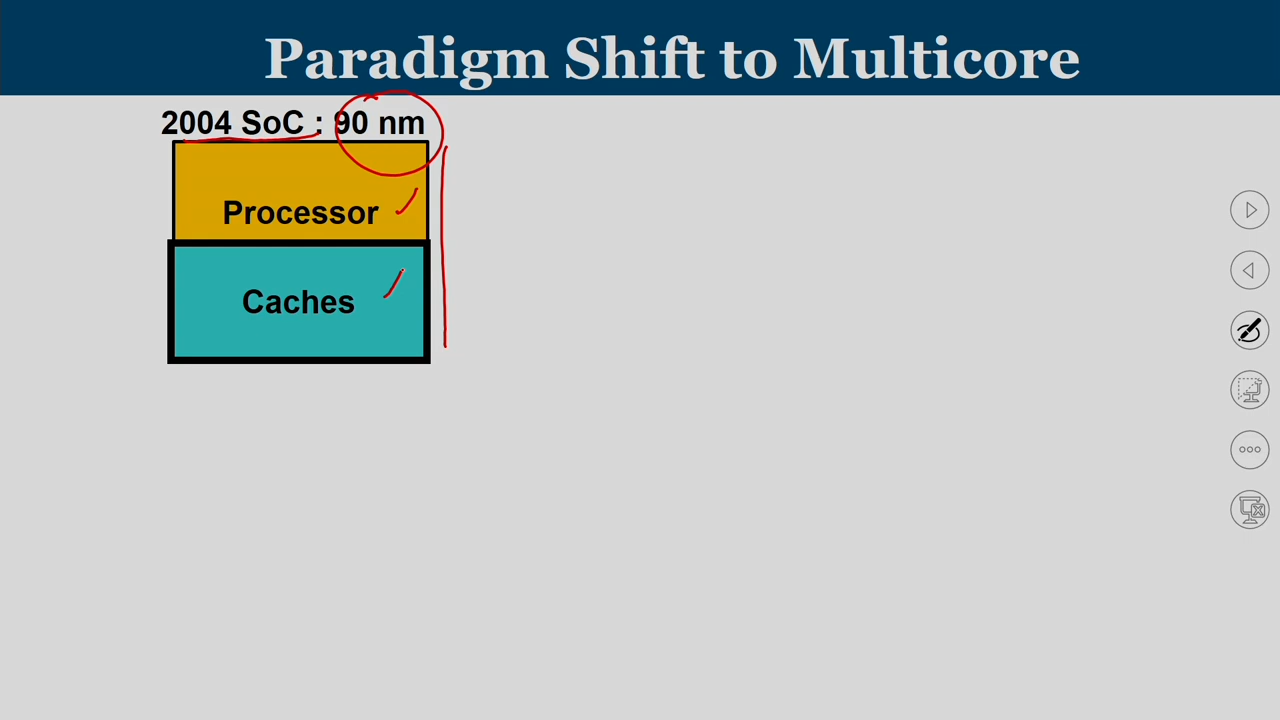 Paradigm Shift to Multicore
2004 SoC : 90 nm
Processor
Caches